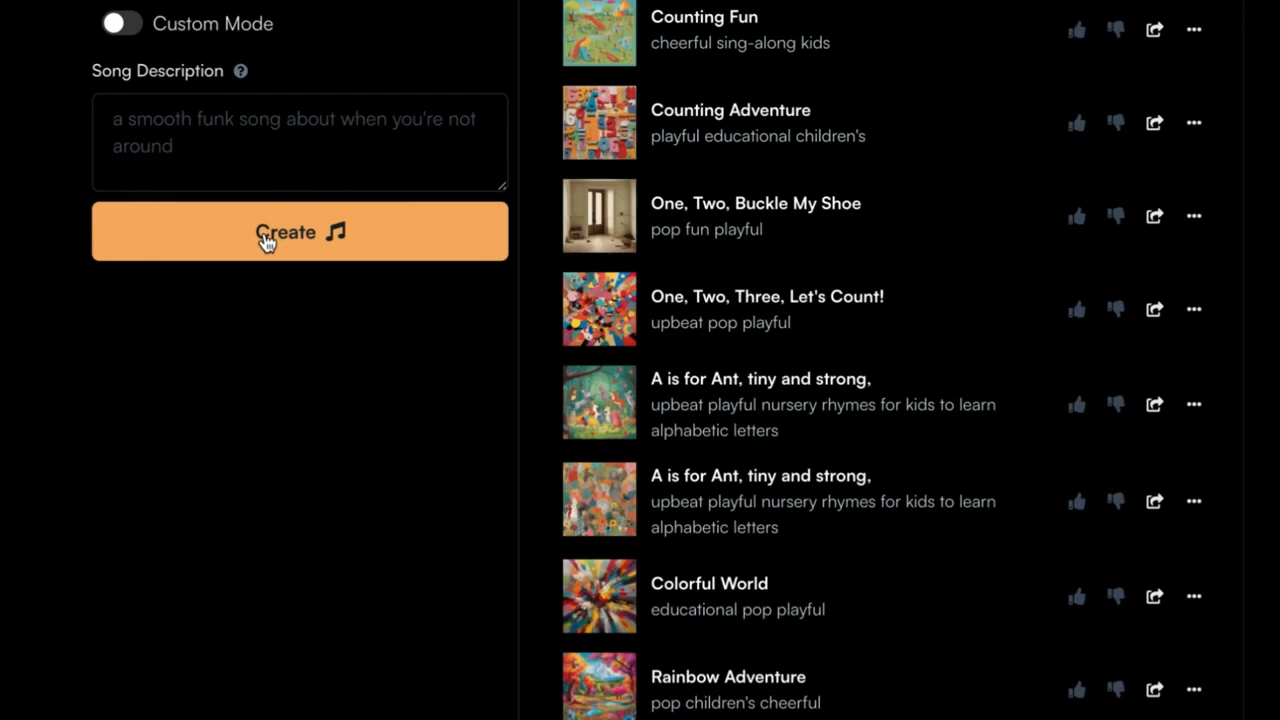 Custom Mode
Song Description
a smooth funk song about when you're not
around
Create
Counting Fun
cheerful sing-along kids
Counting Adventure
playful educational children's
One, Two, Buckle My Shoe
pop fun playful
One, Two, Three, Let's Count!
upbeat pop playful
A is for Ant, tiny and strong,
upbeat playful nursery rhymes for kids to learn
alphabetic letters
A is for Ant, tiny and strong,
upbeat playful nursery rhymes for kids to learn
alphabetic letters
Colorful World
educational pop playful
Rainbow Adventure
pop children's cheerful